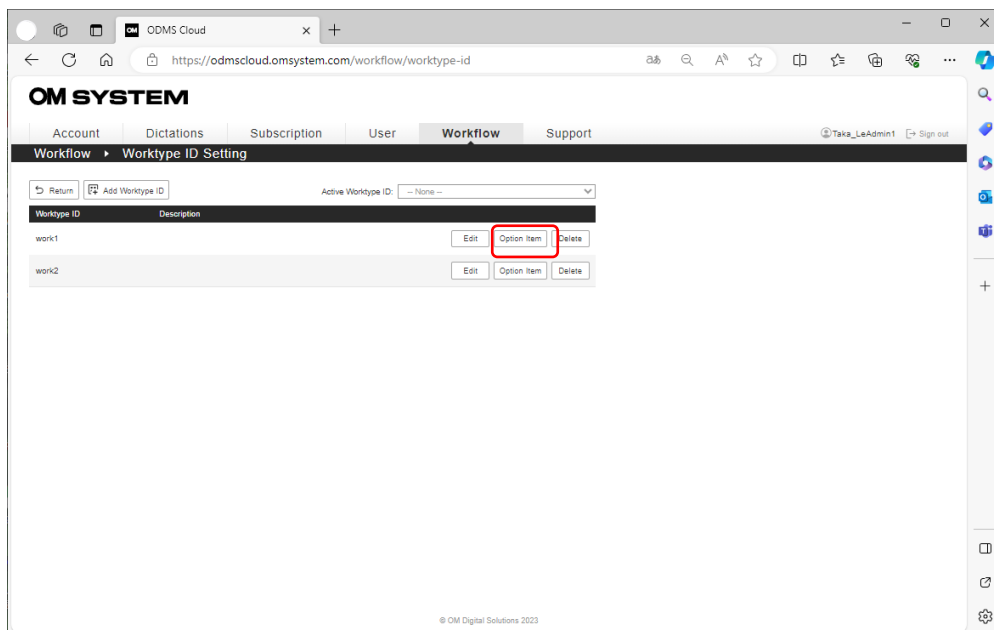 ODMS Cloud
https://odmscloud.omsystem.com/workflow/worktype-id
OM SYSTEM
Account Dictations Subscription User Workflow Support Taka_LeAdmin1 Sign out
Workflow Worktype ID Setting
Return Add Worktype ID Active Worktype ID: -- None --
Worktype ID Description
work1 Edit Option Item Delete
work2 Edit Option Item Delete
© OM Digital Solutions 2023